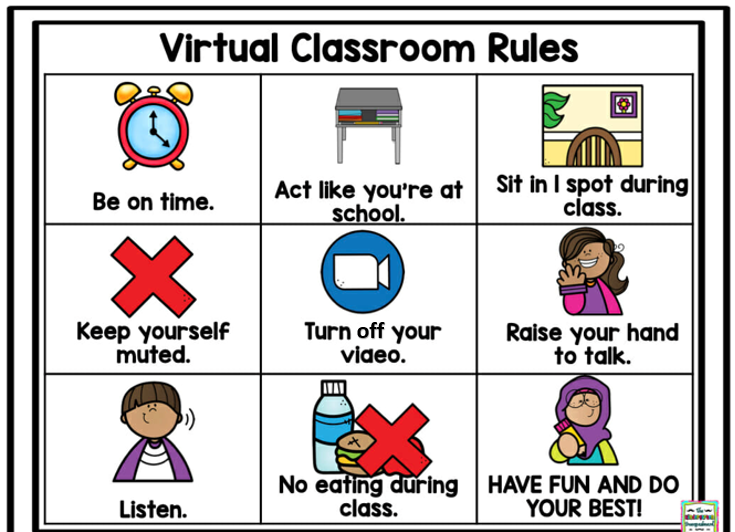 Virtual Classroom Rules
Be on time.
Act like you're at
school.
Sit in 1 spot during
class.
Keep yourself
muted.
Turn off your
video.
Raise your hand
to talk.
Listen.
No eating during
class.
HAVE FUN AND DO
YOUR BEST!